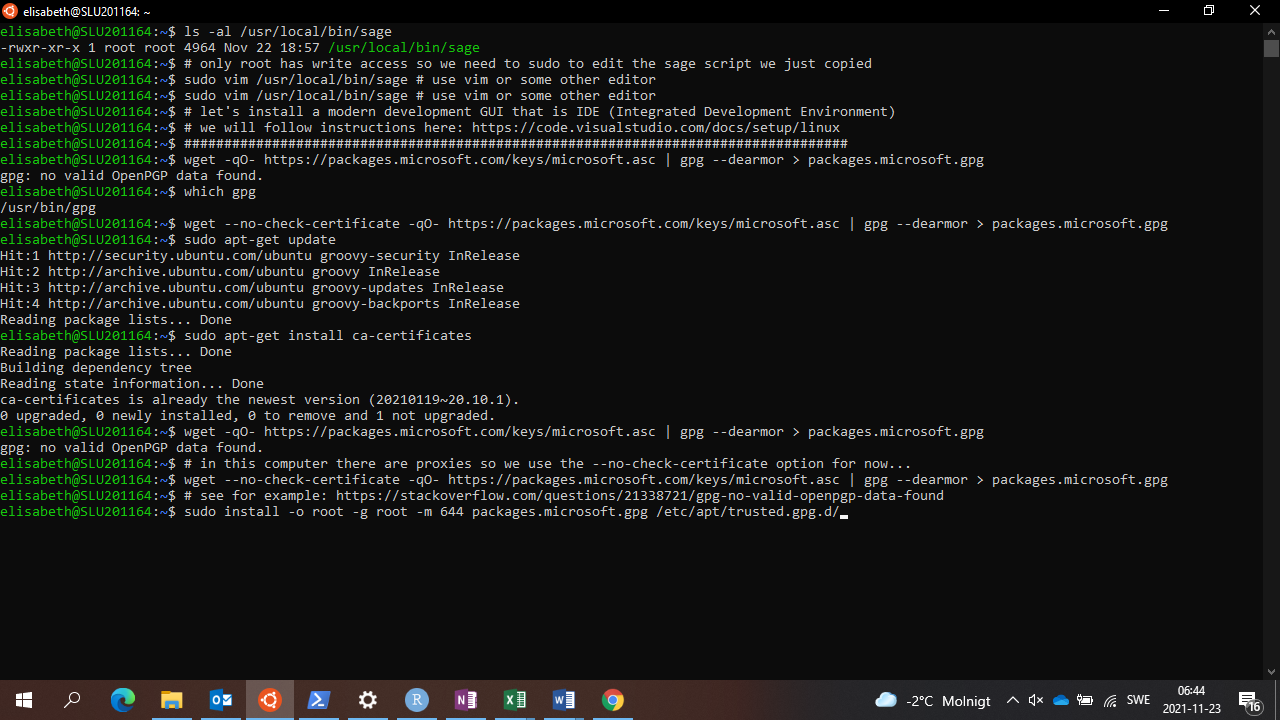 elisabeth@SLU201164: ~
elisabeth@SLU201164:~$ ls -al /usr/local/bin/sage
-rwxr-xr-x 1 root root 4964 Nov 22 18:57 /usr/local/bin/sage
elisabeth@SLU201164:~$ # only root has write access so we need to sudo to edit the sage script we just copied
elisabeth@SLU201164:~$ sudo vim /usr/local/bin/sage # use vim or some other editor
elisabeth@SLU201164:~$ sudo vim /usr/local/bin/sage # use vim or some other editor
elisabeth@SLU201164:~$ # let's install a modern development GUI that is IDE (Integrated Development Environment)
elisabeth@SLU201164:~$ # we will follow instructions here: https://code.visualstudio.com/docs/setup/linux
elisabeth@SLU201164:~$ ###################################################################################
elisabeth@SLU201164:~$ wget -qO- https://packages.microsoft.com/keys/microsoft.asc | gpg --dearmor > packages.microsoft.gpg
gpg: no valid OpenPGP data found.
elisabeth@SLU201164:~$ which gpg
/usr/bin/gpg
elisabeth@SLU201164:~$ wget --no-check-certificate -qO- https://packages.microsoft.com/keys/microsoft.asc | gpg --dearmor > packages.microsoft.gpg
elisabeth@SLU201164:~$ sudo apt-get update
Hit:1 http://security.ubuntu.com/ubuntu groovy-security InRelease
Hit:2 http://archive.ubuntu.com/ubuntu groovy InRelease
Hit:3 http://archive.ubuntu.com/ubuntu groovy-updates InRelease
Hit:4 http://archive.ubuntu.com/ubuntu groovy-backports InRelease
Reading package lists... Done
elisabeth@SLU201164:~$ sudo apt-get install ca-certificates
Reading package lists... Done
Building dependency tree
Reading state information... Done
ca-certificates is already the newest version (20210119~20.10.1).
0 upgraded, 0 newly installed, 0 to remove and 1 not upgraded.
elisabeth@SLU201164:~$ wget -qO- https://packages.microsoft.com/keys/microsoft.asc | gpg --dearmor > packages.microsoft.gpg
gpg: no valid OpenPGP data found.
elisabeth@SLU201164:~$ # in this computer there are proxies so we use the --no-check-certificate option for now...
elisabeth@SLU201164:~$ wget --no-check-certificate -qO- https://packages.microsoft.com/keys/microsoft.asc | gpg --dearmor > packages.microsoft.gpg
elisabeth@SLU201164:~$ # see for example: https://stackoverflow.com/questions/21338721/gpg-no-valid-openpgp-data-found
elisabeth@SLU201164:~$ sudo install -o root -g root -m 644 packages.microsoft.gpg /etc/apt/trusted.gpg.d/
-2°C Molnigt SWE 06:44
2021-11-23 16